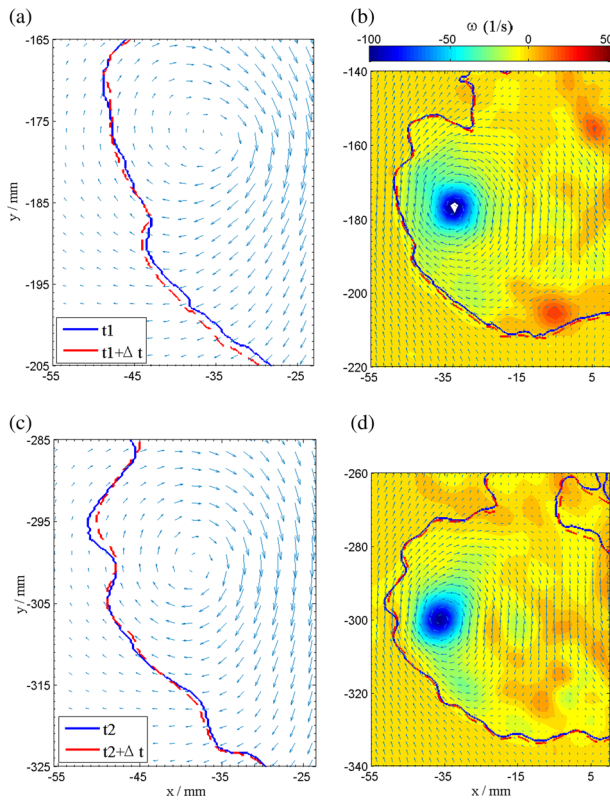 (a)
(b)
ω (1/s)
-100 -50 0 50
-165
-175
-185
-195
-205
y / mm
-55 -45 -35 -25
t1
t1+Δ t
-140
-160
-180
-200
-220
-55 -35 -15 5
(c)
(d)
-285
-295
-305
-315
-325
y / mm
-55 -45 -35 -25
x / mm
t2
t2+Δ t
-260
-280
-300
-320
-340
-55 -35 -15 5
x / mm